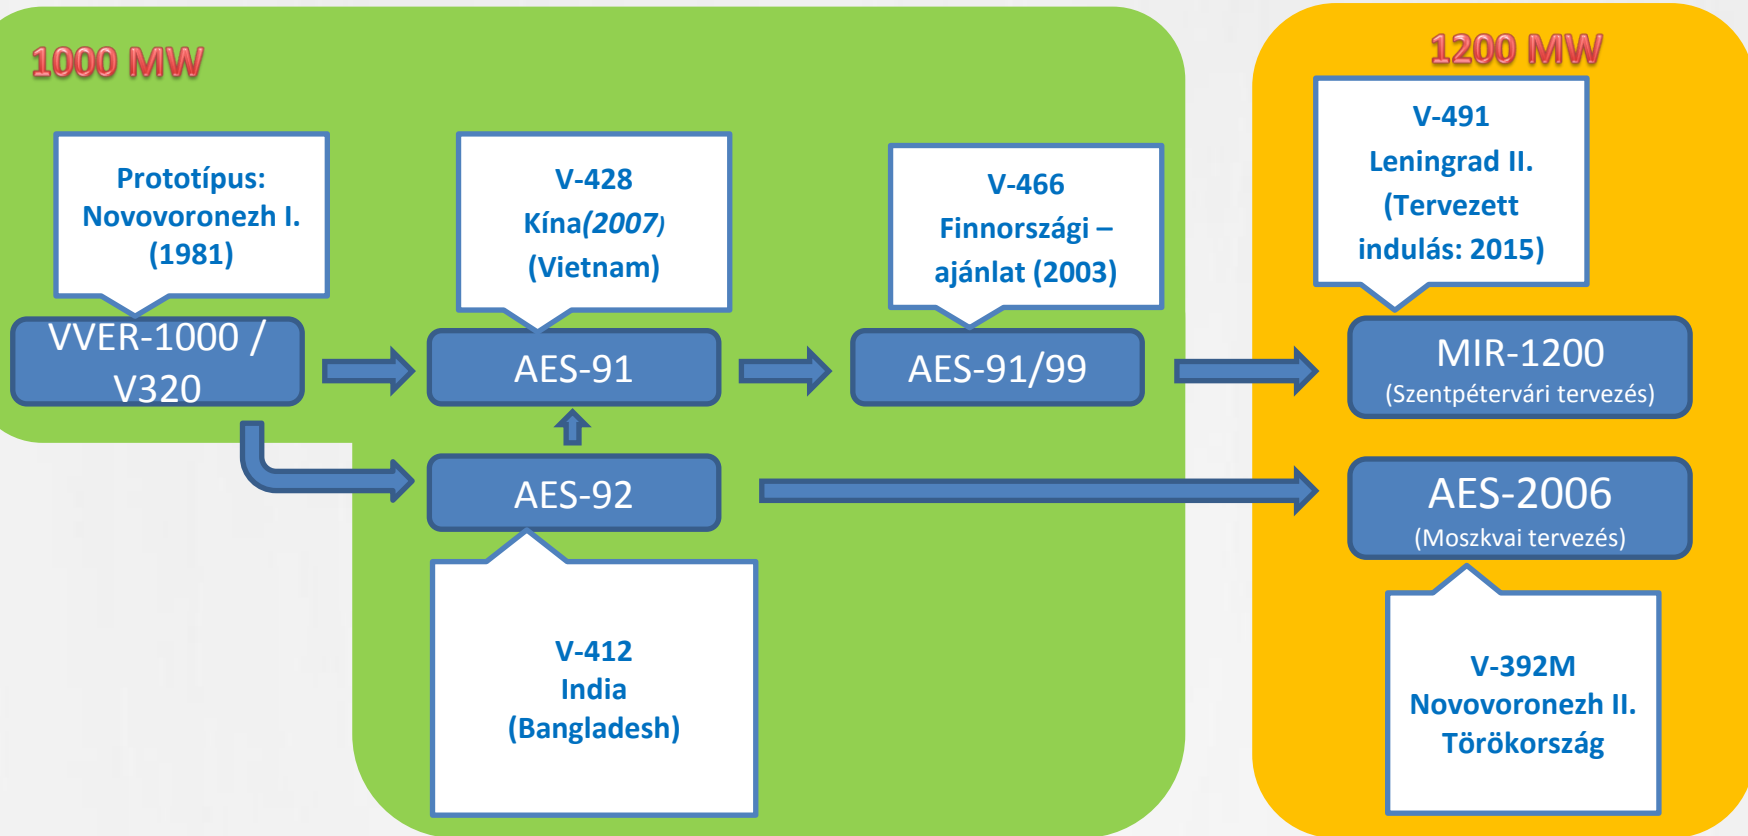 1000 MW
1200 MW
Prototípus:
Novovoronezh I.
(1981)
V-428
Kína(2007)
(Vietnam)
V-466
Finnországi –
ajánlat (2003)
V-491
Leningrad II.
(Tervezett
indulás: 2015)
VVER-1000 /
V320
AES-91
AES-91/99
MIR-1200
(Szentpétervári tervezés)
AES-92
AES-2006
(Moszkvai tervezés)
V-412
India
(Bangladesh)
V-392M
Novovoronezh II.
Törökország